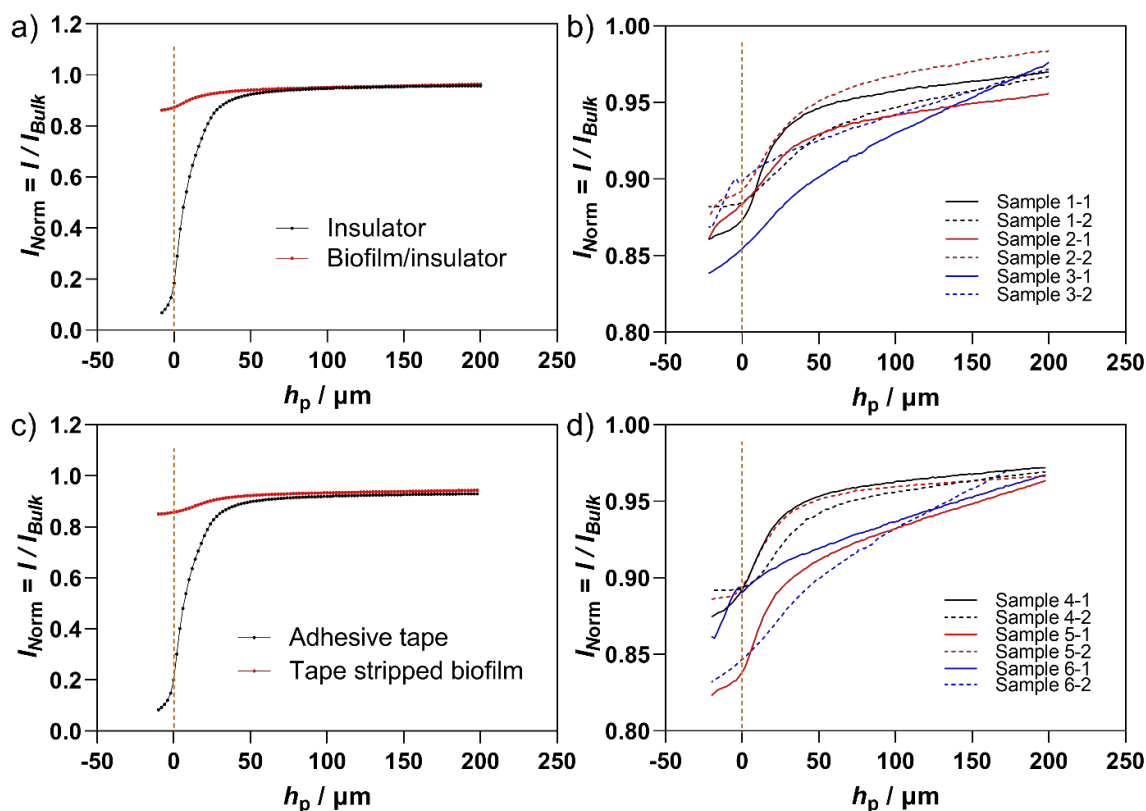 a)
I_Norm = I / I_Bulk
1.2
1.0
0.8
0.6
0.4
0.2
0.0
-50 0 50 100 150 200 250
h_p / µm
Insulator
Biofilm/insulator
b)
I_Norm = I / I_Bulk
1.00
0.95
0.90
0.85
0.80
-50 0 50 100 150 200 250
h_p / µm
Sample 1-1
Sample 1-2
Sample 2-1
Sample 2-2
Sample 3-1
Sample 3-2
c)
I_Norm = I / I_Bulk
1.2
1.0
0.8
0.6
0.4
0.2
0.0
-50 0 50 100 150 200 250
h_p / µm
Adhesive tape
Tape stripped biofilm
d)
I_Norm = I / I_Bulk
1.00
0.95
0.90
0.85
0.80
-50 0 50 100 150 200 250
h_p / µm
Sample 4-1
Sample 4-2
Sample 5-1
Sample 5-2
Sample 6-1
Sample 6-2